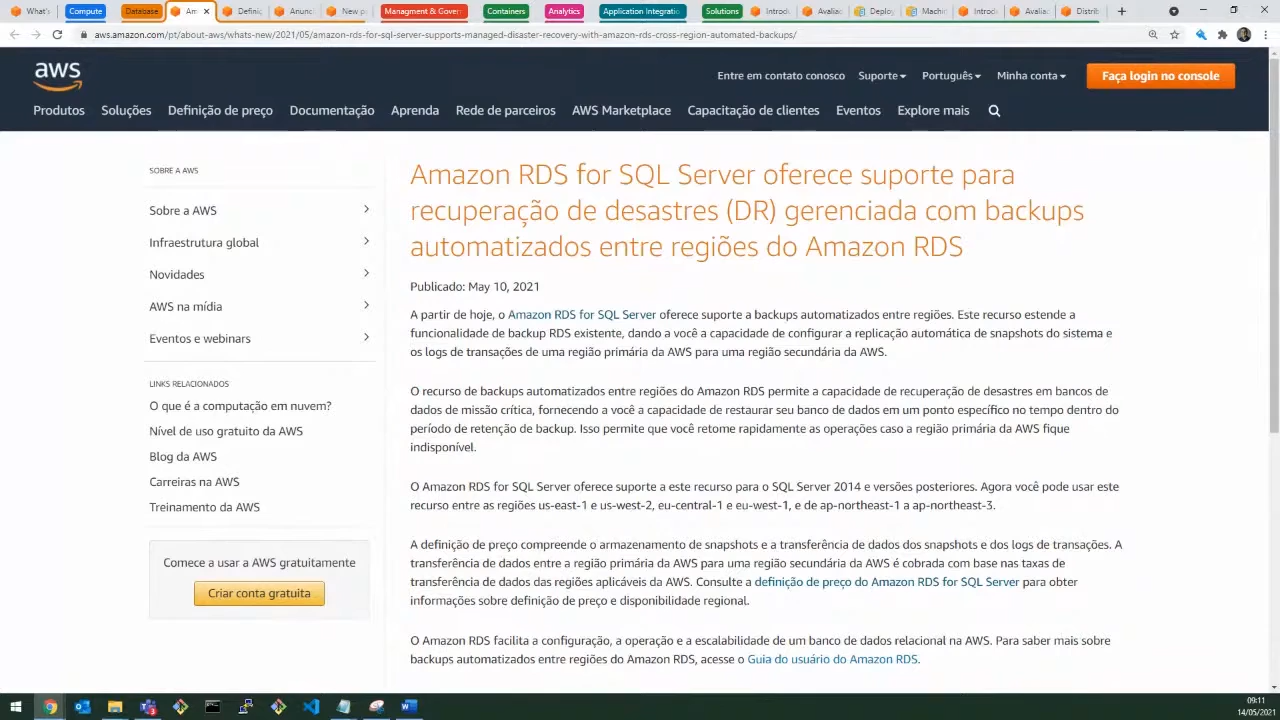 What's
Compute
Database
Am
Definiç
Anunci
New p
Managment & Govern
Containers
Analytics
Application Integratio
Solutions
Introd
Avaliaç
Deploy
Machin
Introd
Avaliaç
Distrib
aws.amazon.com/pt/about-aws/whats-new/2021/05/amazon-rds-for-sql-server-supports-managed-disaster-recovery-with-amazon-rds-cross-region-automated-backups/
aws
Entre em contato conosco Suporte Português Minha conta Faça login no console
Produtos Soluções Definição de preço Documentação Aprenda Rede de parceiros AWS Marketplace Capacitação de clientes Eventos Explore mais
SOBRE A AWS
Sobre a AWS
Infraestrutura global
Novidades
AWS na mídia
Eventos e webinars
LINKS RELACIONADOS
O que é a computação em nuvem?
Nível de uso gratuito da AWS
Blog da AWS
Carreiras na AWS
Treinamento da AWS
Comece a usar a AWS gratuitamente
Criar conta gratuita
Amazon RDS for SQL Server oferece suporte para
recuperação de desastres (DR) gerenciada com backups
automatizados entre regiões do Amazon RDS
Publicado: May 10, 2021
A partir de hoje, o Amazon RDS for SQL Server oferece suporte a backups automatizados entre regiões. Este recurso estende a
funcionalidade de backup RDS existente, dando a você a capacidade de configurar a replicação automática de snapshots do sistema e
os logs de transações de uma região primária da AWS para uma região secundária da AWS.
O recurso de backups automatizados entre regiões do Amazon RDS permite a capacidade de recuperação de desastres em bancos de
dados de missão crítica, fornecendo a você a capacidade de restaurar seu banco de dados em um ponto específico no tempo dentro do
período de retenção de backup. Isso permite que você retome rapidamente as operações caso a região primária da AWS fique
indisponível.
O Amazon RDS for SQL Server oferece suporte a este recurso para o SQL Server 2014 e versões posteriores. Agora você pode usar este
recurso entre as regiões us-east-1 e us-west-2, eu-central-1 e eu-west-1, e de ap-northeast-1 a ap-northeast-3.
A definição de preço compreende o armazenamento de snapshots e a transferência de dados dos snapshots e dos logs de transações. A
transferência de dados entre a região primária da AWS para uma região secundária da AWS é cobrada com base nas taxas de
transferência de dados das regiões aplicáveis da AWS. Consulte a definição de preço do Amazon RDS for SQL Server para obter
informações sobre definição de preço e disponibilidade regional.
O Amazon RDS facilita a configuração, a operação e a escalabilidade de um banco de dados relacional na AWS. Para saber mais sobre
backups automatizados entre regiões do Amazon RDS, acesse o Guia do usuário do Amazon RDS.
09:11
14/05/2021